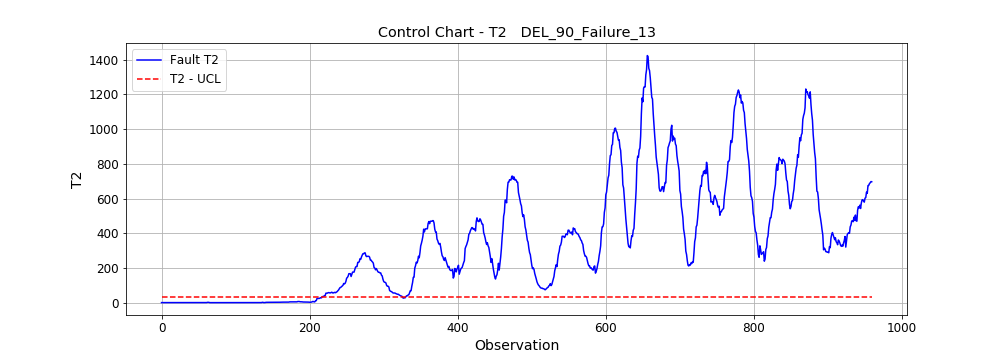 Control Chart - T2   DEL_90_Failure_13
Fault T2
T2 - UCL
1400
1200
1000
800
600
400
200
0
T2
0 200 400 600 800 1000
Observation